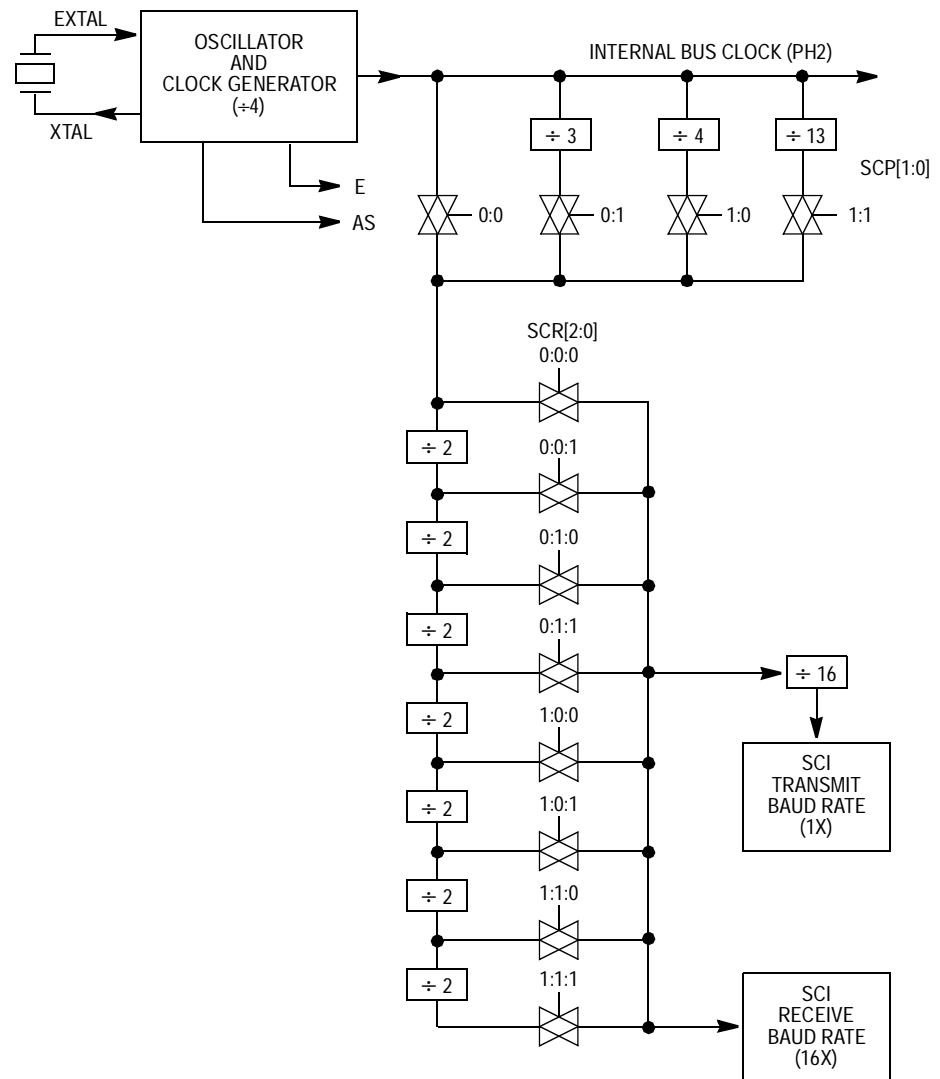 EXTAL
XTAL
OSCILLATOR
AND
CLOCK GENERATOR
(÷4)
E
AS
INTERNAL BUS CLOCK (PH2)
÷ 3
÷ 4
÷ 13
SCP[1:0]
0:0
0:1
1:0
1:1
SCR[2:0]
0:0:0
÷ 2
0:0:1
÷ 2
0:1:0
÷ 2
0:1:1
÷ 2
1:0:0
÷ 2
1:0:1
÷ 2
1:1:0
÷ 2
1:1:1
÷ 16
SCI
TRANSMIT
BAUD RATE
(1X)
SCI
RECEIVE
BAUD RATE
(16X)